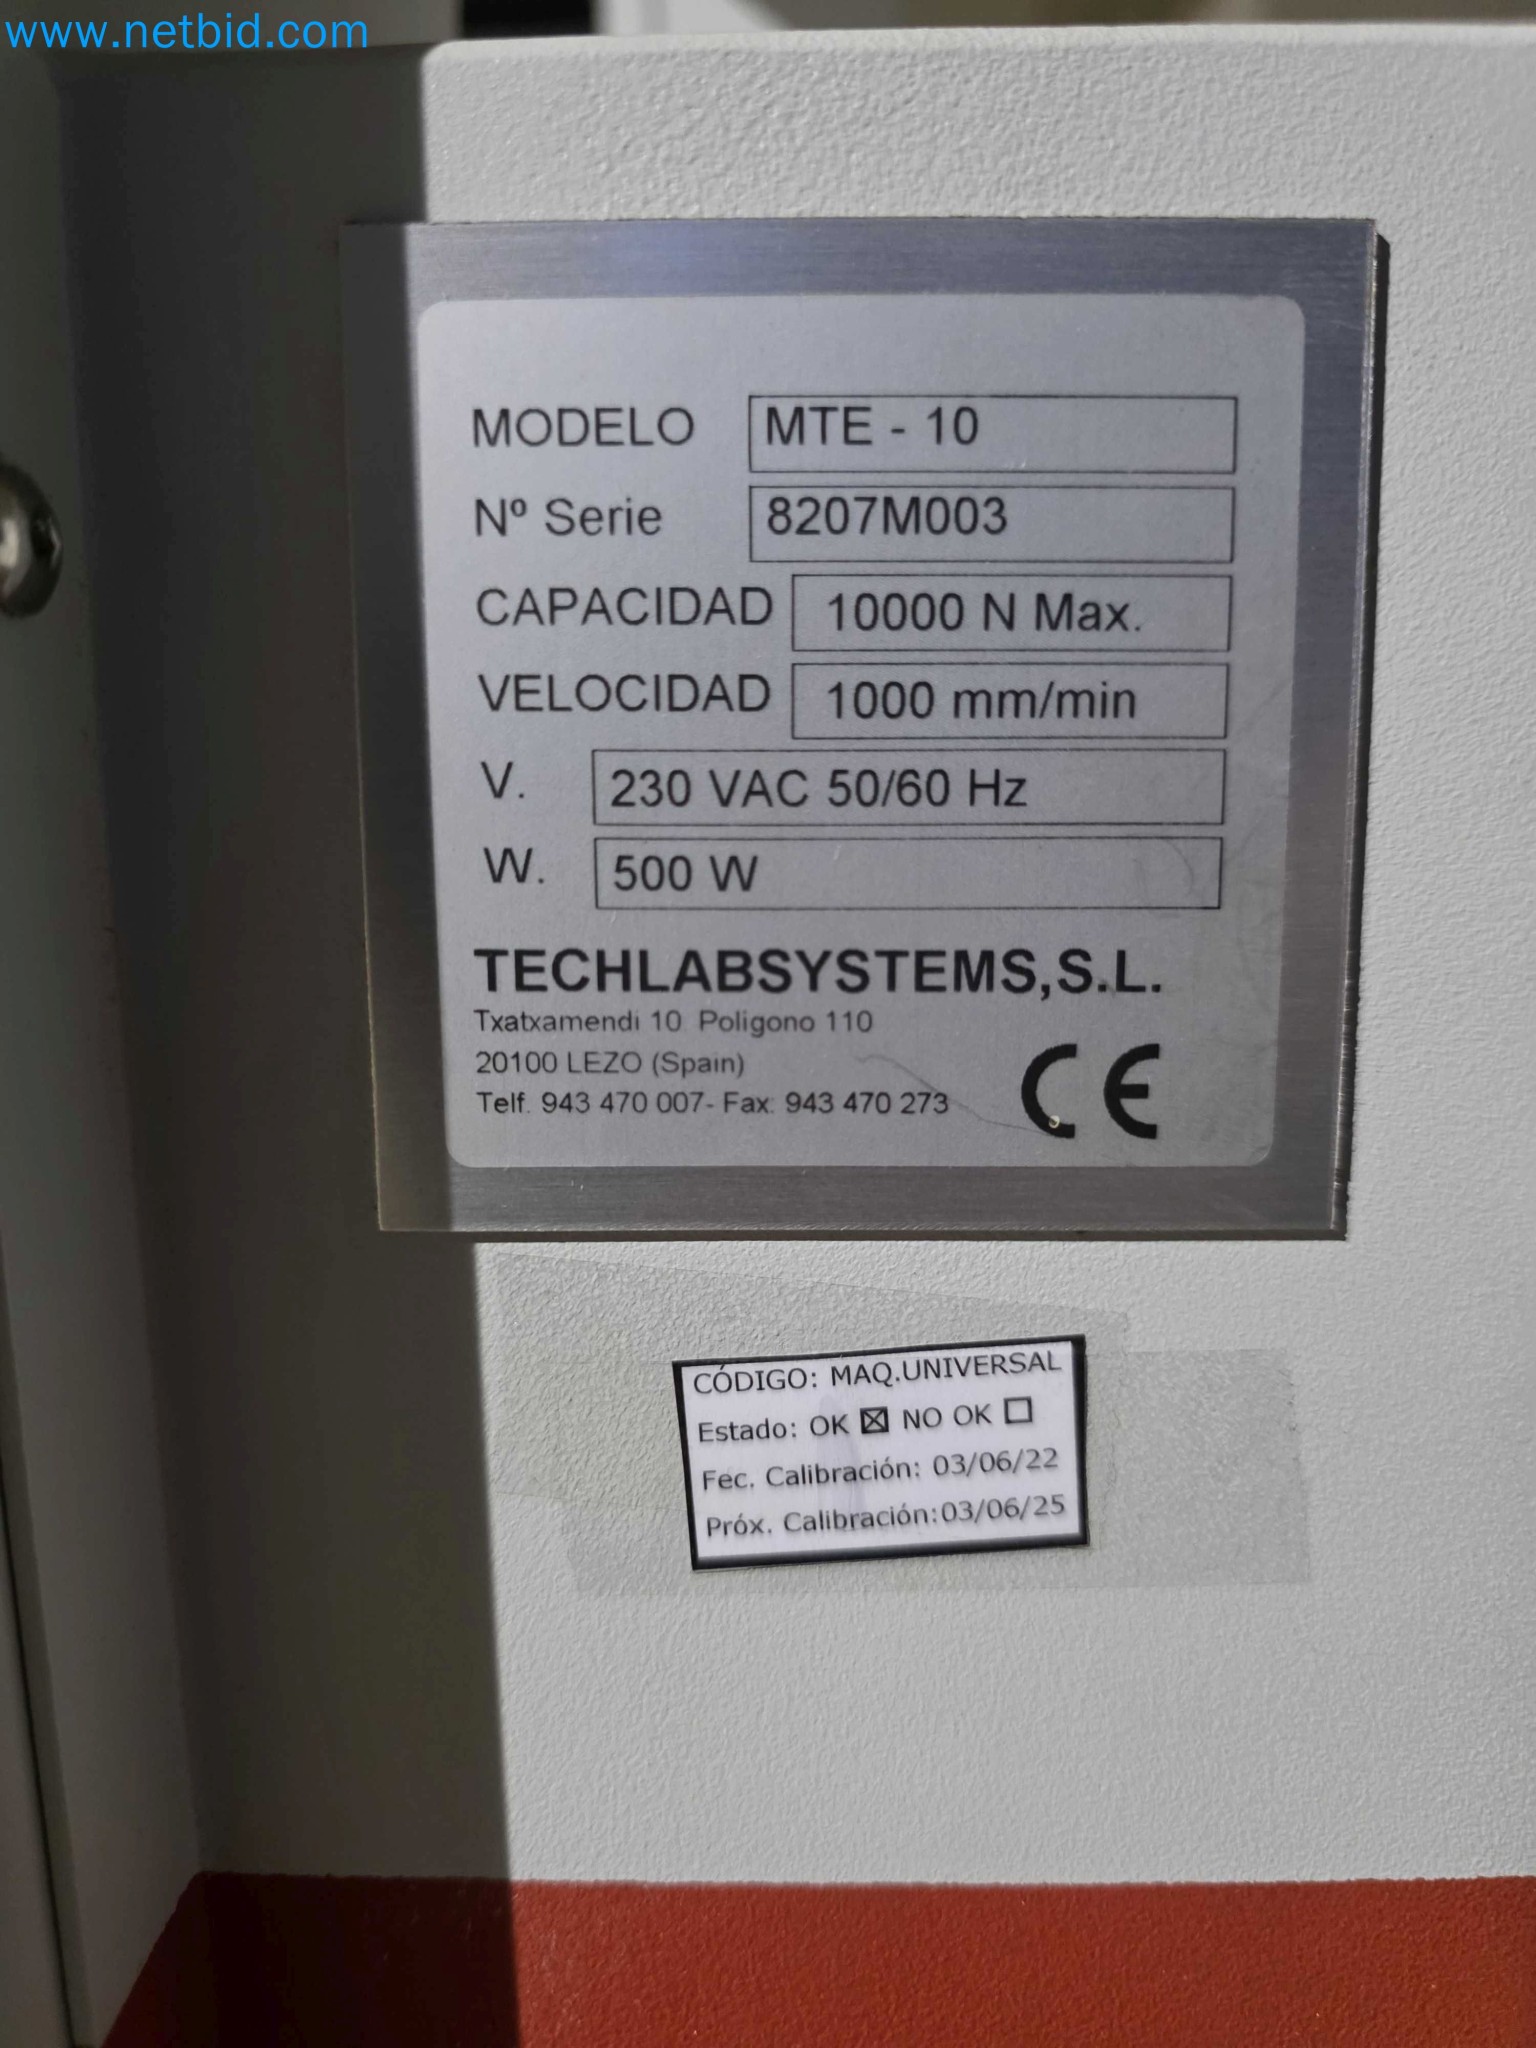 www.netbid.com
MODELO MTE - 10
Nº Serie 8207M003
CAPACIDAD 10000 N Max.
VELOCIDAD 1000 mm/min
V. 230 VAC 50/60 Hz
W. 500 W
TECHLABSYSTEMS,S.L.
Txatxamendi 10 Poligono 110
20100 LEZO (Spain)
Telf. 943 470 007- Fax: 943 470 273
CE
CÓDIGO: MAQ.UNIVERSAL
Estado: OK ☒ NO OK ☐
Fec. Calibración: 03/06/22
Próx. Calibración:03/06/25